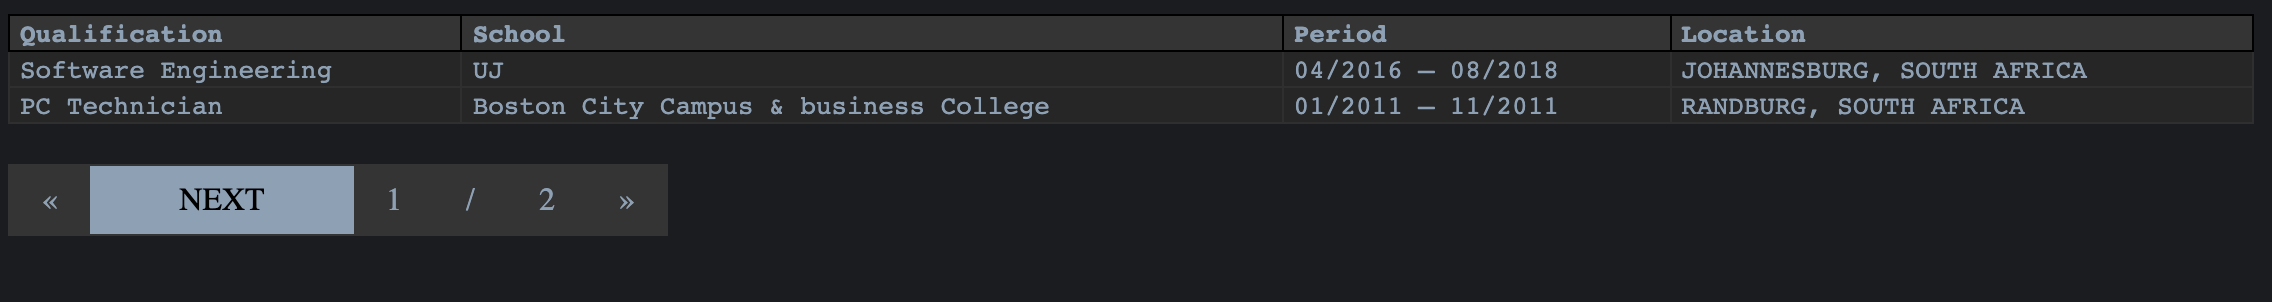 Qualification School Period Location
Software Engineering UJ 04/2016 – 08/2018 JOHANNESBURG, SOUTH AFRICA
PC Technician Boston City Campus & business College 01/2011 – 11/2011 RANDBURG, SOUTH AFRICA
« NEXT 1 / 2 »